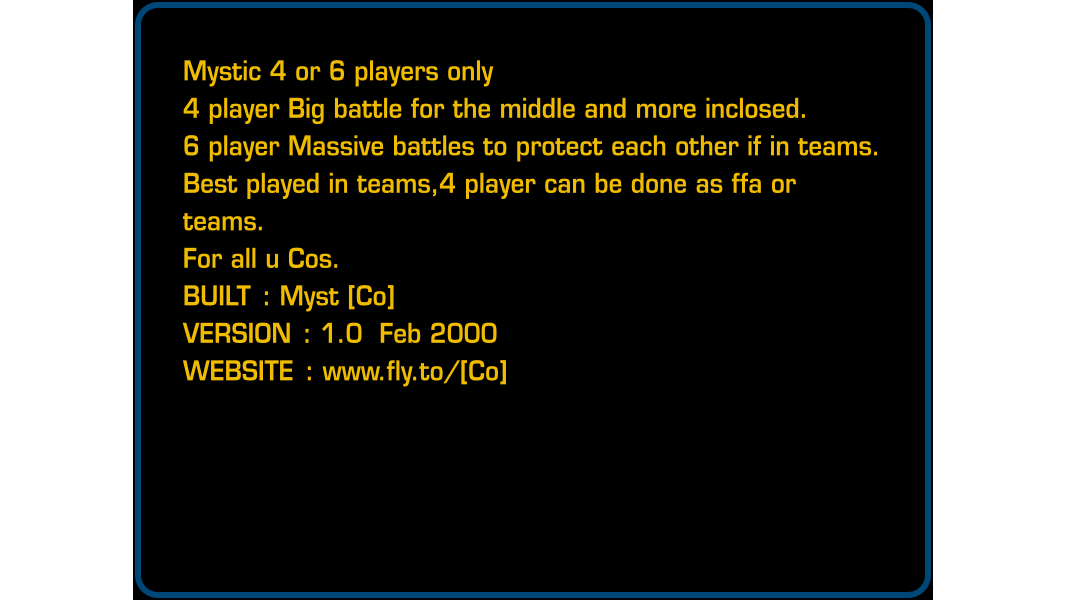 Mystic 4 or 6 players only
4 player Big battle for the middle and more inclosed.
6 player Massive battles to protect each other if in teams.
Best played in teams,4 player can be done as ffa or
teams.
For all u Cos.
BUILT : Myst [Co]
VERSION : 1.0  Feb 2000
WEBSITE : www.fly.to/[Co]